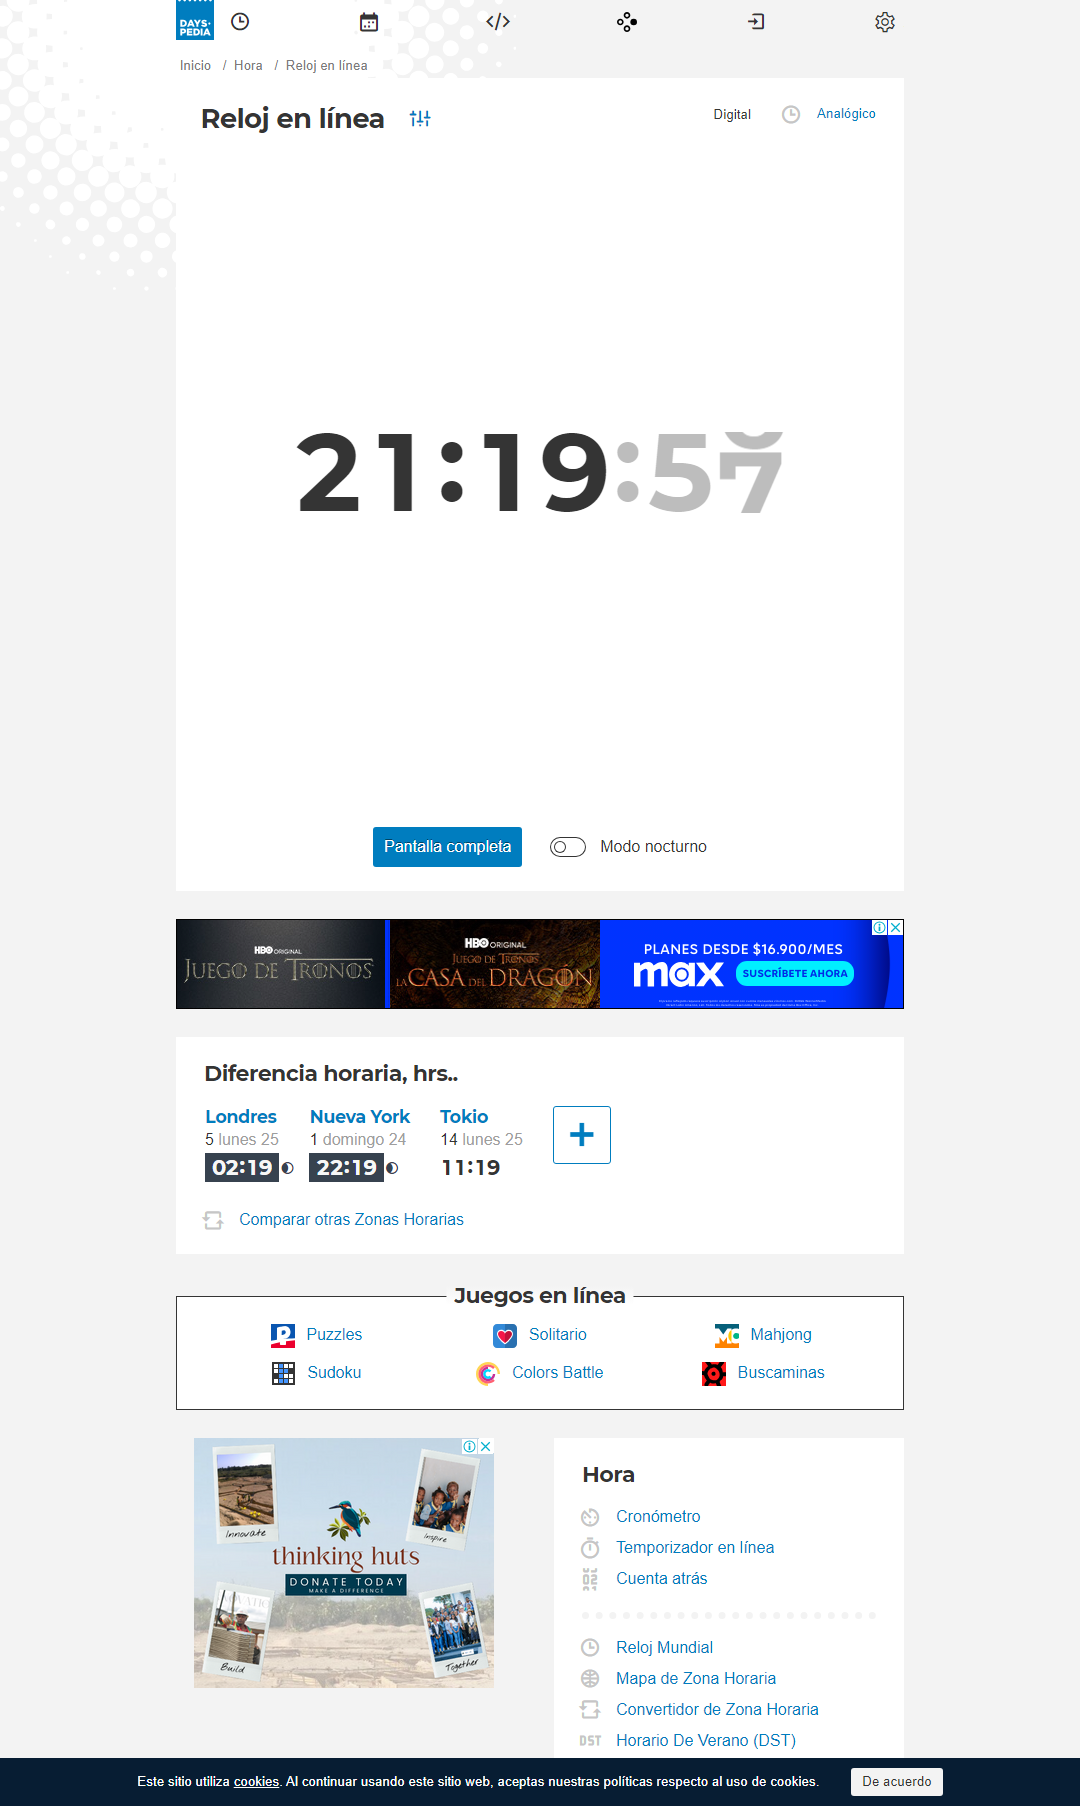 DAYS·
PEDIA
</>
Inicio / Hora / Reloj en línea
Reloj en línea
Digital
Analógico
21:19:57
Pantalla completa
Modo nocturno
HBO ORIGINAL
JUEGO DE TRONOS
HBO ORIGINAL
JUEGO DE TRONOS
LA CASA DEL DRAGÓN
PLANES DESDE $16.900/MES
max
SUSCRÍBETE AHORA
Diferencia horaria, hrs..
Londres
5 lunes 25
02:19
Nueva York
1 domingo 24
22:19
Tokio
14 lunes 25
11:19
+
Comparar otras Zonas Horarias
Juegos en línea
Puzzles
Solitario
Mahjong
Sudoku
Colors Battle
Buscaminas
Innovate
Inspire
thinking huts
DONATE TODAY
MAKE A DIFFERENCE
Build
Together
Hora
Cronómetro
Temporizador en línea
02
Cuenta atrás
Reloj Mundial
Mapa de Zona Horaria
Convertidor de Zona Horaria
DST
Horario De Verano (DST)
Este sitio utiliza cookies. Al continuar usando este sitio web, aceptas nuestras políticas respecto al uso de cookies.
De acuerdo